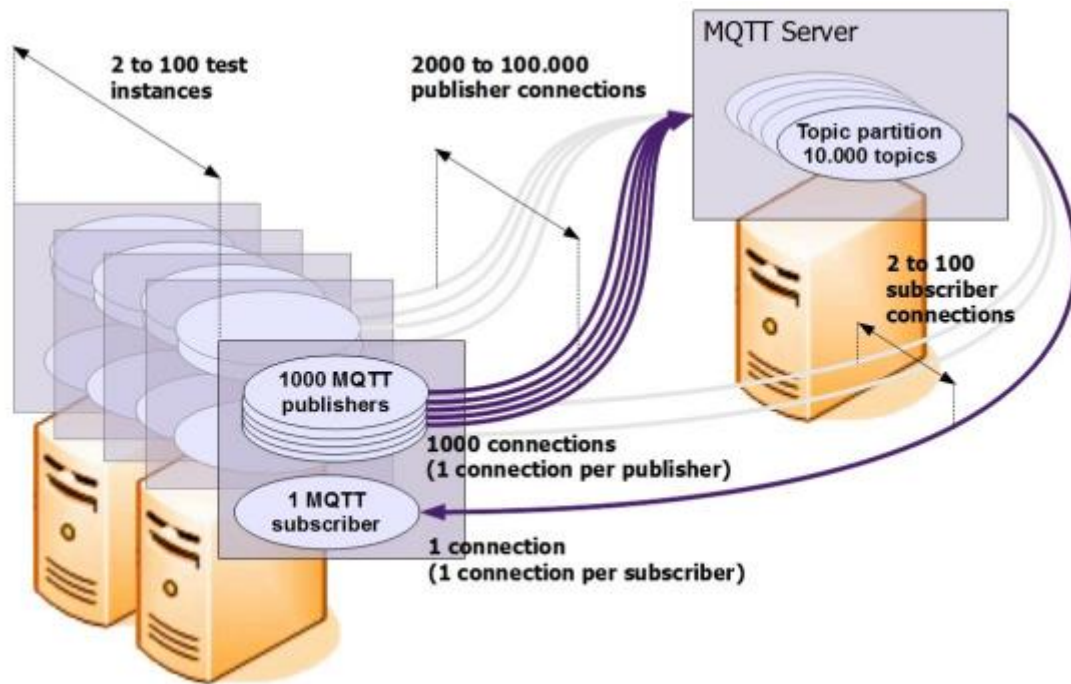 MQTT Server
2 to 100 test
instances
2000 to 100.000
publisher connections
Topic partition
10.000 topics
2 to 100
subscriber
connections
1000 MQTT
publishers
1000 connections
(1 connection per publisher)
1 MQTT
subscriber
1 connection
(1 connection per subscriber)